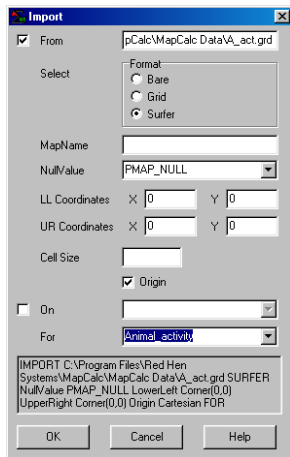 Import
From pCalc\MapCalc Data\A_act.grd
Format
Select
Bare
Grid
Surfer
MapName
NullValue PMAP_NULL
LL Coordinates X 0 Y 0
UR Coordinates X 0 Y 0
Cell Size
Origin
On
For Animal_activity
IMPORT C:\Program Files\Red Hen
Systems\MapCalc\MapCalc Data\A_act.grd SURFER
NullValue PMAP_NULL LowerLeft Corner(0,0)
UpperRight Corner(0,0) Origin Cartesian FOR
OK Cancel Help